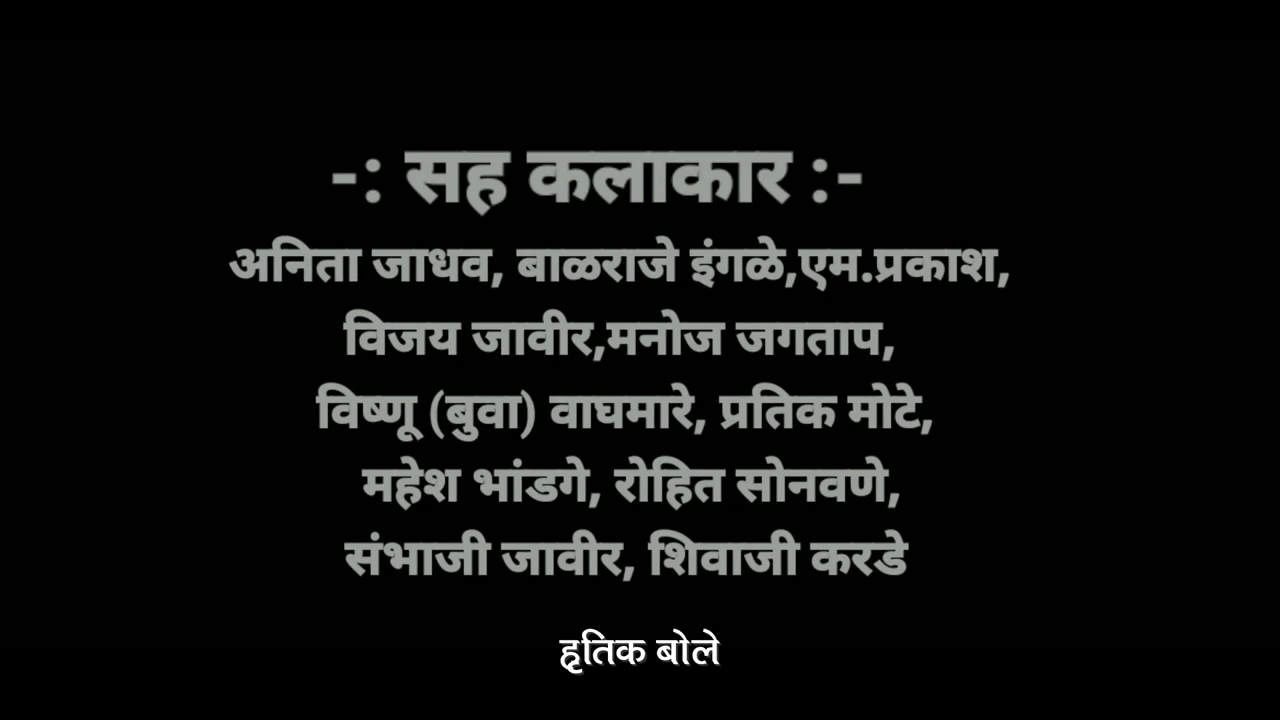 -: सह कलाकार :-
अनिता जाधव, बाळराजे इंगळे,एम.प्रकाश,
विजय जावीर,मनोज जगताप,
विष्णू (बुवा) वाघमारे, प्रतिक मोटे,
महेश भांडगे, रोहित सोनवणे,
संभाजी जावीर, शिवाजी करडे
हृतिक बोले